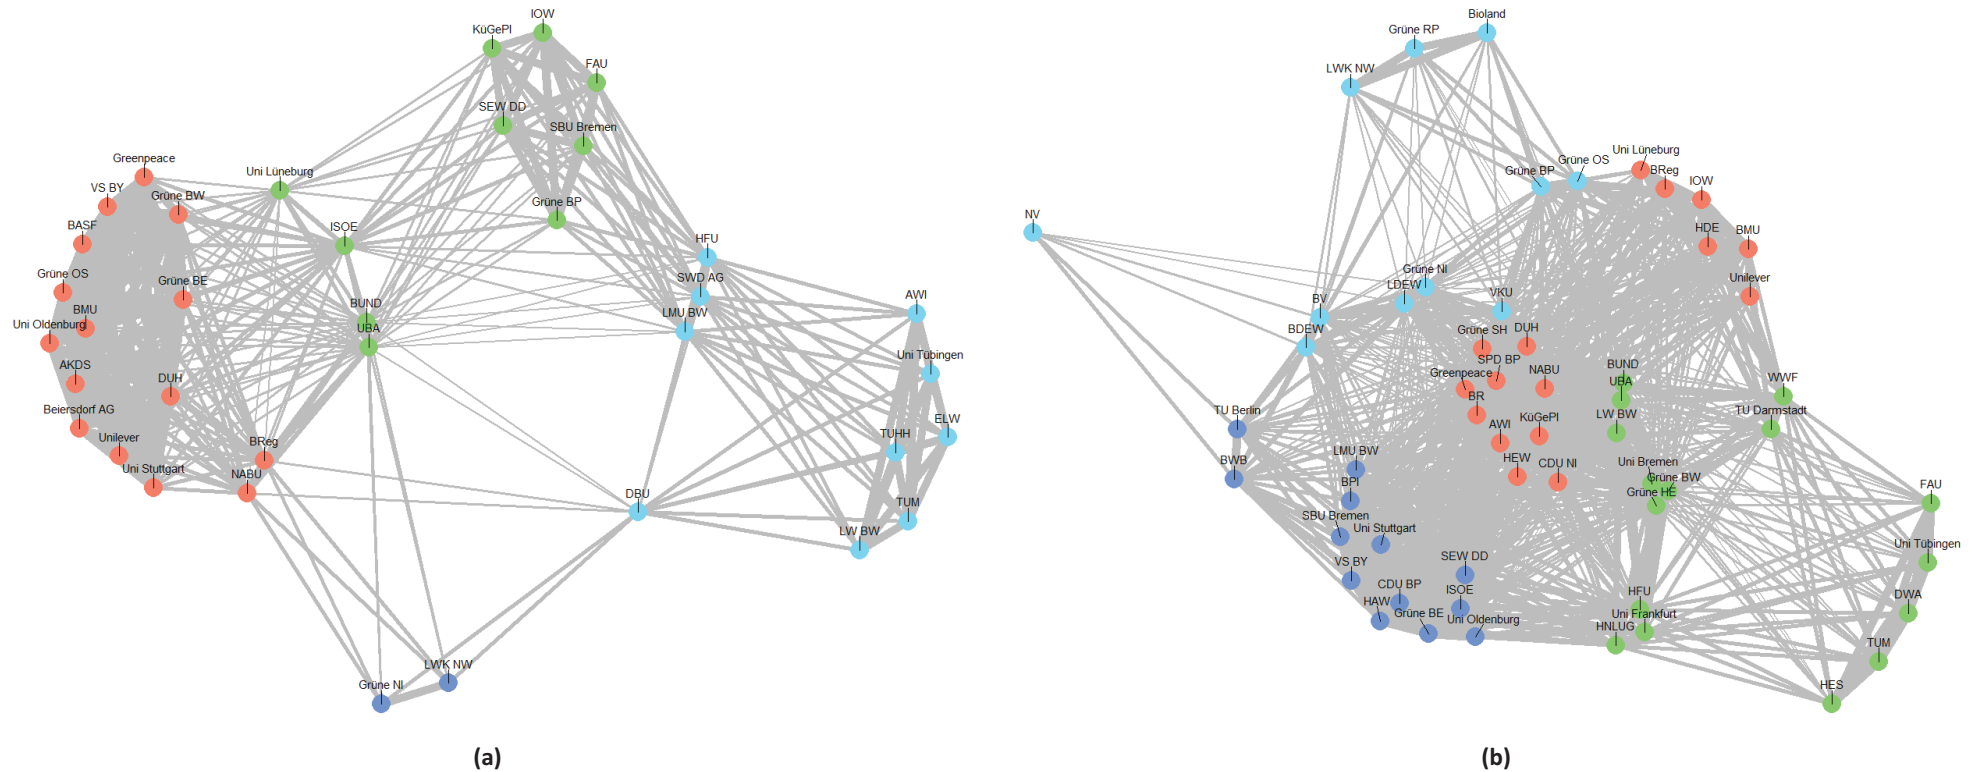 IOW
KüGePl
FAU
SEW DD
SBU Bremen
Greenpeace
Uni Lüneburg
VS BY
Grüne BW
Grüne BP
BASF
ISOE
HFU
Grüne OS
Grüne BE
SWD AG
BMU
BUND
LMU BW
AWI
Uni Oldenburg
UBA
Uni Tübingen
AKDS
DUH
Beiersdorf AG
ELW
Unilever
BReg
TUHH
Uni Stuttgart
NABU
DBU
TUM
LW BW
LWK NW
Grüne NI
(a)
Bioland
Grüne RP
LWK NW
Uni Lüneburg
Grüne OS
Grüne BP
BReg
IOW
NV
HDE
BMU
Grüne NI
LDEW
Unilever
BV
VKU
BDEW
Grüne SH
DUH
SPD BP
BUND
Greenpeace
NABU
UBA
WWF
BR
TU Berlin
LW BW
TU Darmstadt
KüGePl
AWI
LMU BW
BWB
HEW
CDU NI
Uni Bremen
Grüne BW
BPI
Grüne HE
FAU
SBU Bremen
Uni Stuttgart
Uni Tübingen
VS BY
SEW DD
CDU BP
ISOE
HFU
DWA
HAW
Grüne BE
Uni Oldenburg
Uni Frankfurt
HNLUG
TUM
HES
(b)